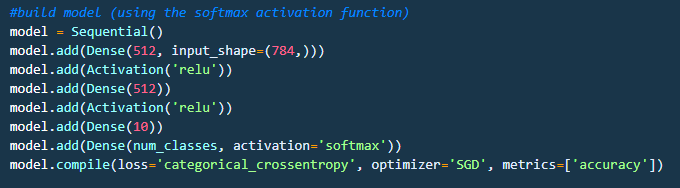 #build model (using the softmax activation function)
model = Sequential()
model.add(Dense(512, input_shape=(784,)))
model.add(Activation('relu'))
model.add(Dense(512))
model.add(Activation('relu'))
model.add(Dense(10))
model.add(Dense(num_classes, activation='softmax'))
model.compile(loss='categorical_crossentropy', optimizer='SGD', metrics=['accuracy'])